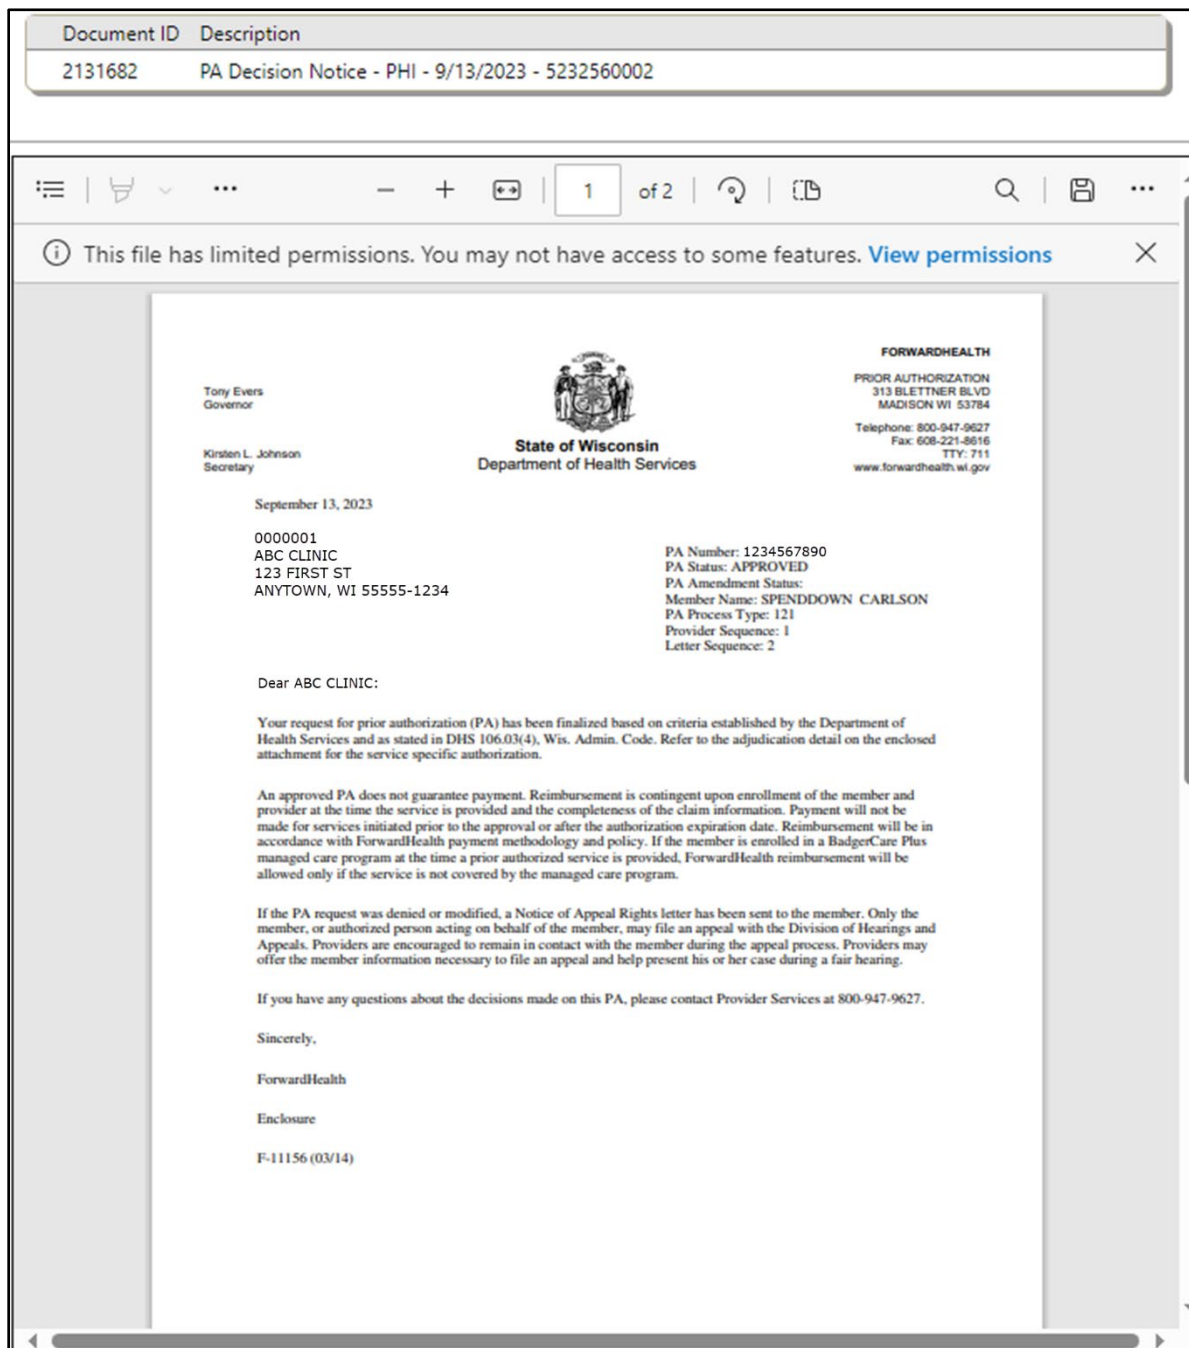 Document ID Description
2131682 PA Decision Notice - PHI - 9/13/2023 - 5232560002
1 of 2
This file has limited permissions. You may not have access to some features. View permissions
Tony Evers
Governor
Kirsten L. Johnson
Secretary
State of Wisconsin
Department of Health Services
FORWARDHEALTH
PRIOR AUTHORIZATION
313 BLETTNER BLVD
MADISON WI 53784
Telephone: 800-947-9627
Fax: 608-221-8616
TTY: 711
www.forwardhealth.wi.gov
September 13, 2023
0000001
ABC CLINIC
123 FIRST ST
ANYTOWN, WI 55555-1234
PA Number: 1234567890
PA Status: APPROVED
PA Amendment Status:
Member Name: SPENDDOWN CARLSON
PA Process Type: 121
Provider Sequence: 1
Letter Sequence: 2
Dear ABC CLINIC:
Your request for prior authorization (PA) has been finalized based on criteria established by the Department of
Health Services and as stated in DHS 106.03(4), Wis. Admin. Code. Refer to the adjudication detail on the enclosed
attachment for the service specific authorization.
An approved PA does not guarantee payment. Reimbursement is contingent upon enrollment of the member and
provider at the time the service is provided and the completeness of the claim information. Payment will not be
made for services initiated prior to the approval or after the authorization expiration date. Reimbursement will be in
accordance with ForwardHealth payment methodology and policy. If the member is enrolled in a BadgerCare Plus
managed care program at the time a prior authorized service is provided, ForwardHealth reimbursement will be
allowed only if the service is not covered by the managed care program.
If the PA request was denied or modified, a Notice of Appeal Rights letter has been sent to the member. Only the
member, or authorized person acting on behalf of the member, may file an appeal with the Division of Hearings and
Appeals. Providers are encouraged to remain in contact with the member during the appeal process. Providers may
offer the member information necessary to file an appeal and help present his or her case during a fair hearing.
If you have any questions about the decisions made on this PA, please contact Provider Services at 800-947-9627.
Sincerely,
ForwardHealth
Enclosure
F-11156 (03/14)